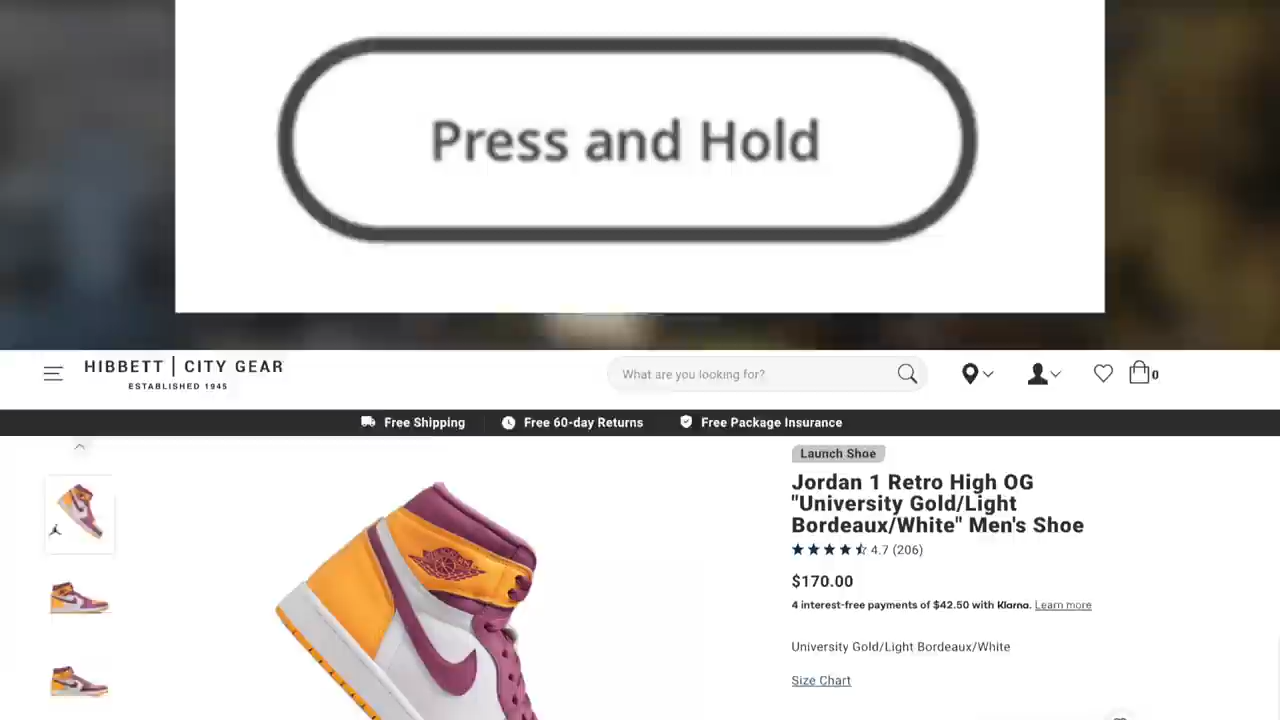 Press and Hold
HIBBETT | CITY GEAR
ESTABLISHED 1945
What are you looking for?
0
Free Shipping
Free 60-day Returns
Free Package Insurance
Launch Shoe
Jordan 1 Retro High OG
"University Gold/Light
Bordeaux/White" Men's Shoe
4.7 (206)
$170.00
4 interest-free payments of $42.50 with Klarna. Learn more
University Gold/Light Bordeaux/White
Size Chart